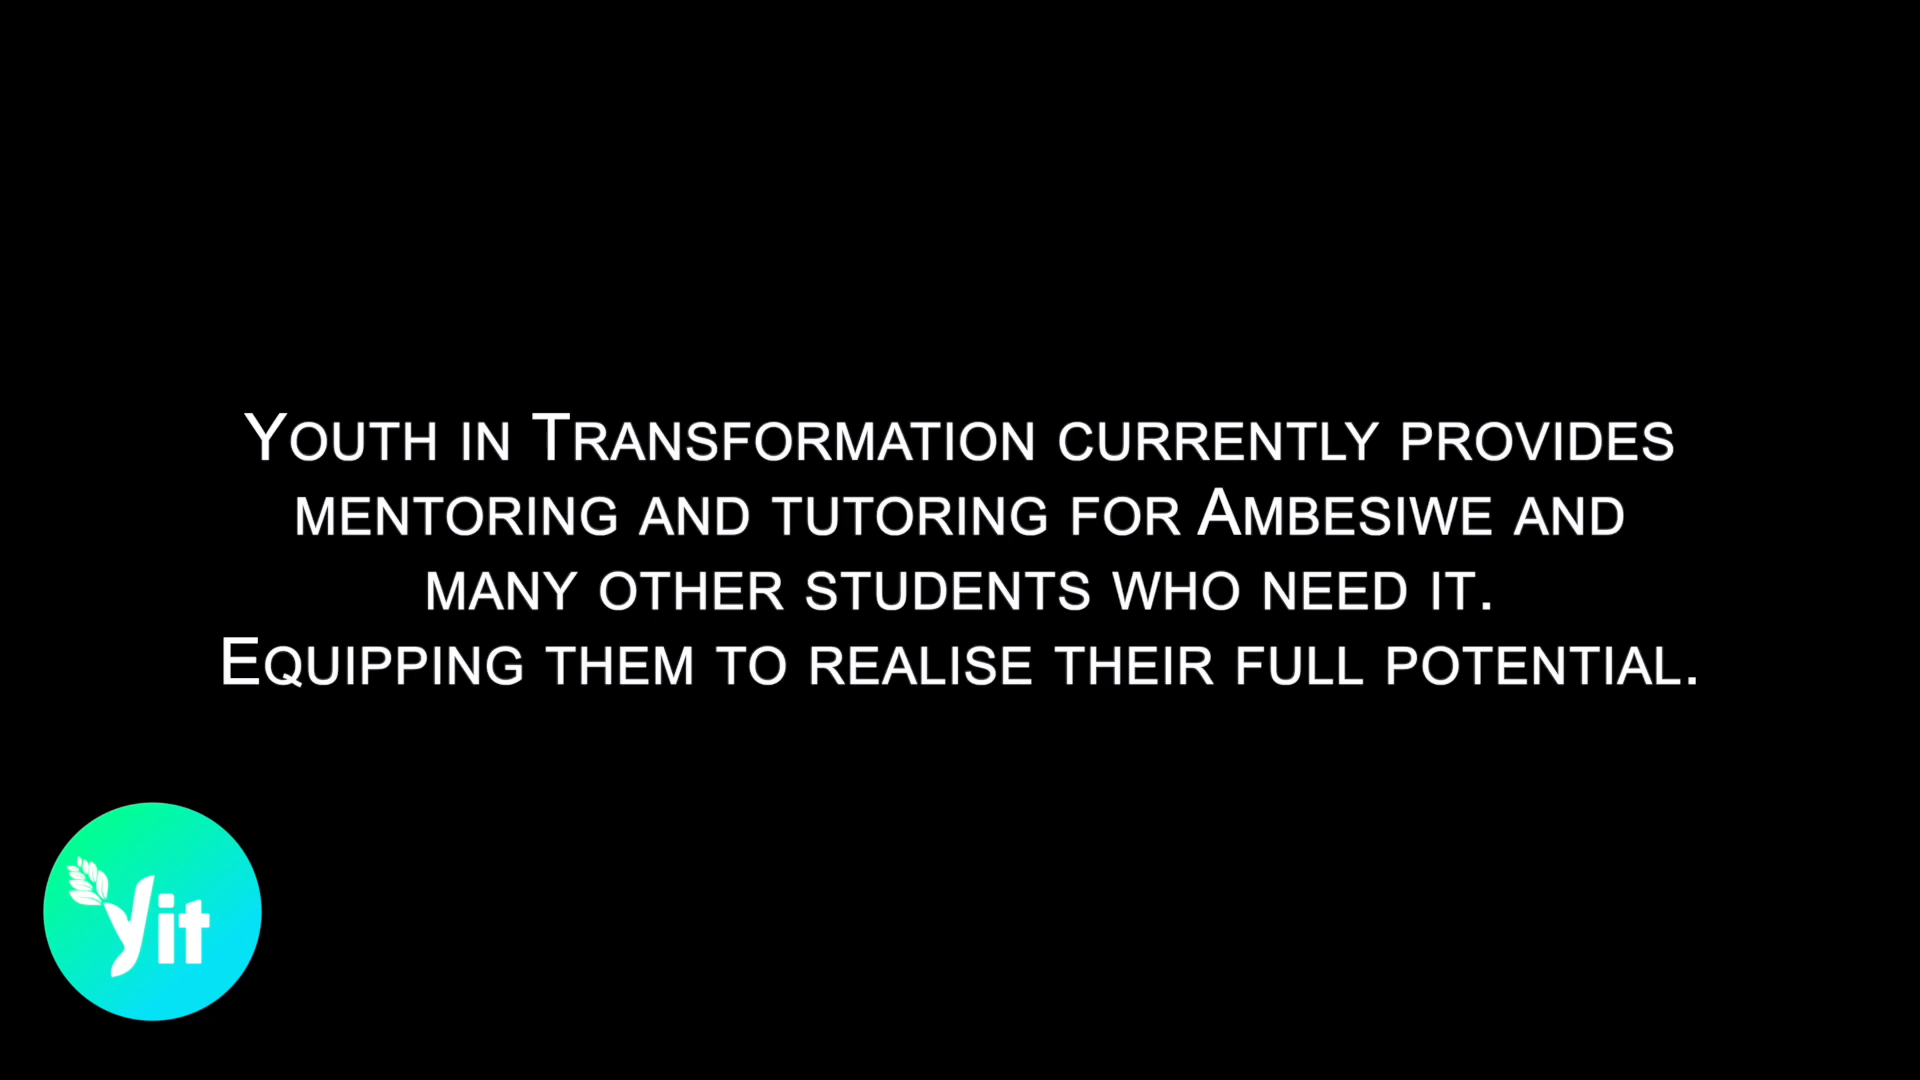 Youth in Transformation currently provides
mentoring and tutoring for Ambesiwe and
many other students who need it.
Equipping them to realise their full potential.
Yit